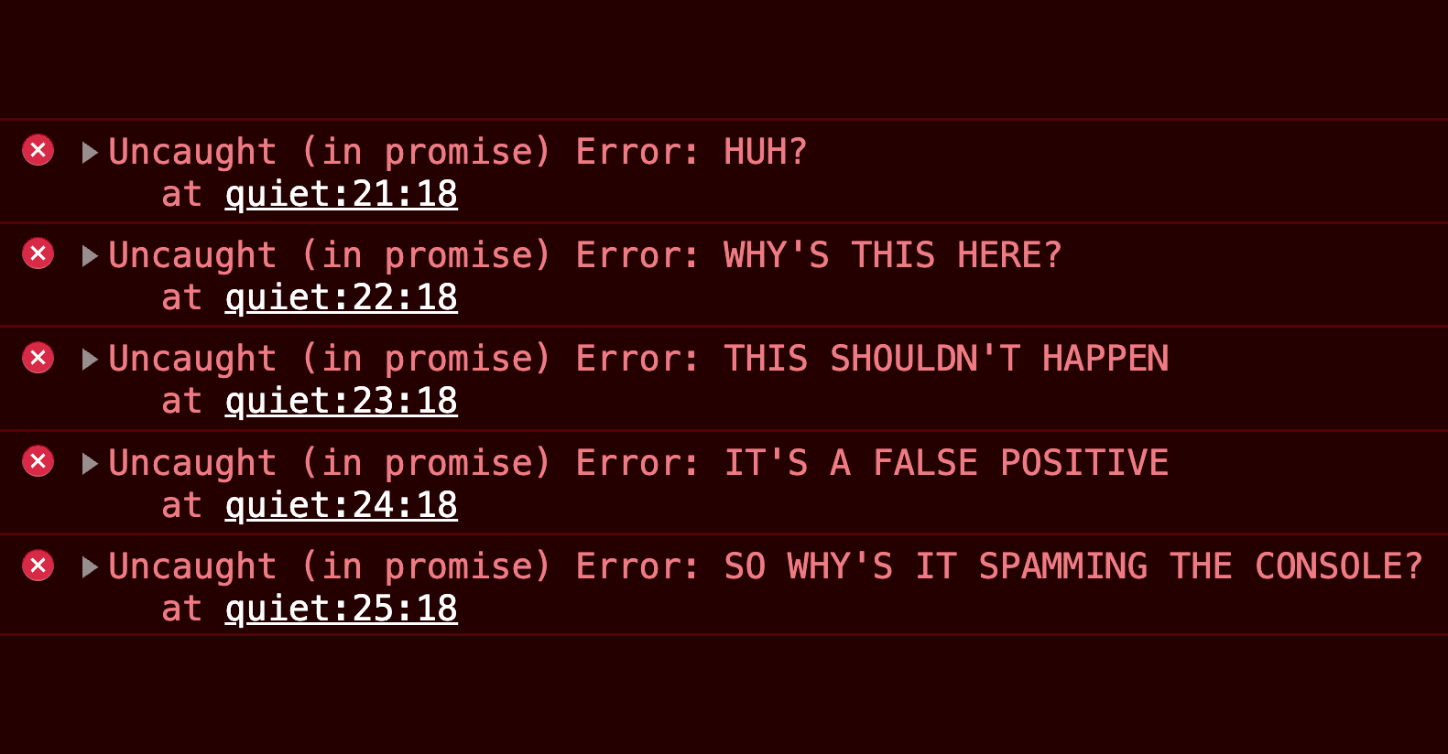 Uncaught (in promise) Error: HUH?
at quiet:21:18
Uncaught (in promise) Error: WHY'S THIS HERE?
at quiet:22:18
Uncaught (in promise) Error: THIS SHOULDN'T HAPPEN
at quiet:23:18
Uncaught (in promise) Error: IT'S A FALSE POSITIVE
at quiet:24:18
Uncaught (in promise) Error: SO WHY'S IT SPAMMING THE CONSOLE?
at quiet:25:18